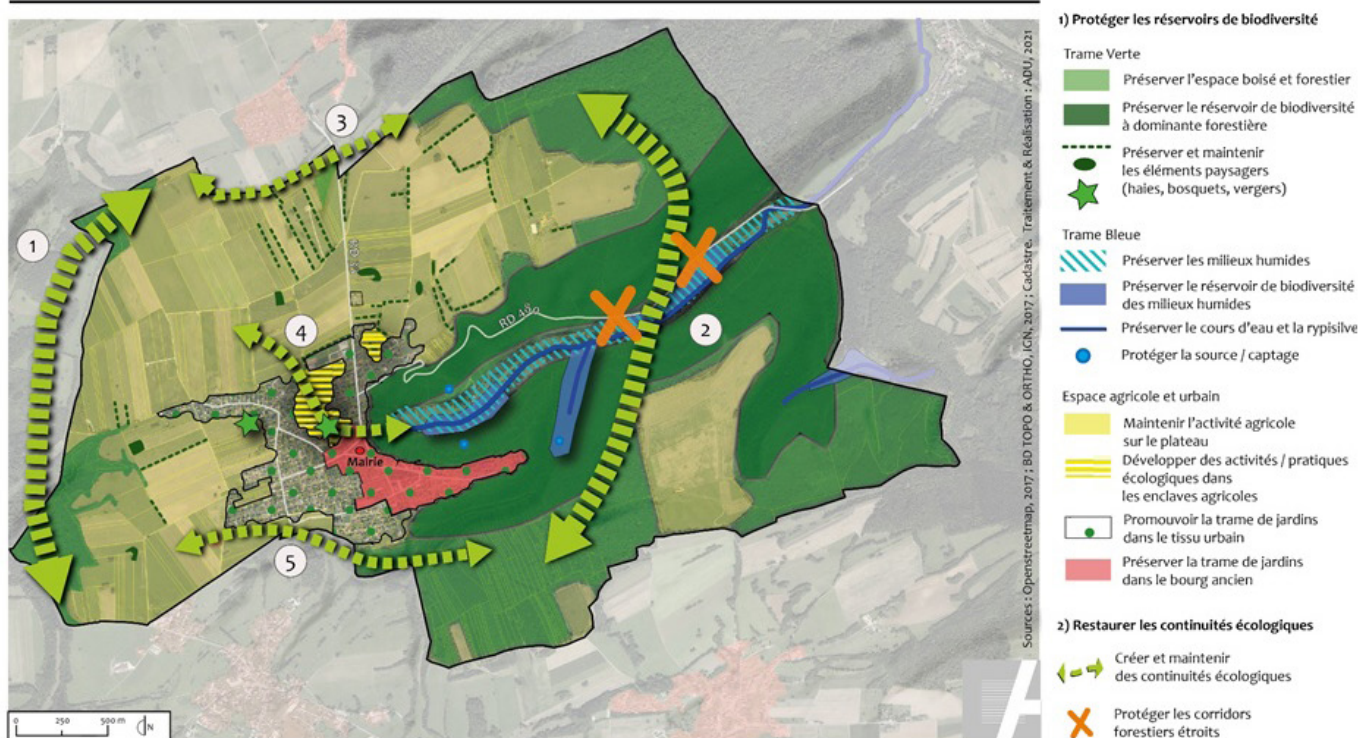 1) Protéger les réservoirs de biodiversité
Trame Verte
Préserver l'espace boisé et forestier
Préserver le réservoir de biodiversité
à dominante forestière
Préserver et maintenir
les éléments paysagers
(haies, bosquets, vergers)
Trame Bleue
Préserver les milieux humides
Préserver le réservoir de biodiversité
des milieux humides
Préserver le cours d'eau et la rypisilve
Protéger la source / captage
Espace agricole et urbain
Maintenir l'activité agricole
sur le plateau
Développer des activités / pratiques
écologiques dans
les enclaves agricoles
Promouvoir la trame de jardins
dans le tissu urbain
Préserver la trame de jardins
dans le bourg ancien
2) Restaurer les continuités écologiques
Créer et maintenir
des continuités écologiques
Protéger les corridors
forestiers étroits
Sources : Openstreetmap, 2017 ; BD TOPO & ORTHO, IGN, 2017 ; Cadastre. Traitement & Réalisation : ADU, 2021
1
2
3
4
5
Mairie
0 250 500 m
N